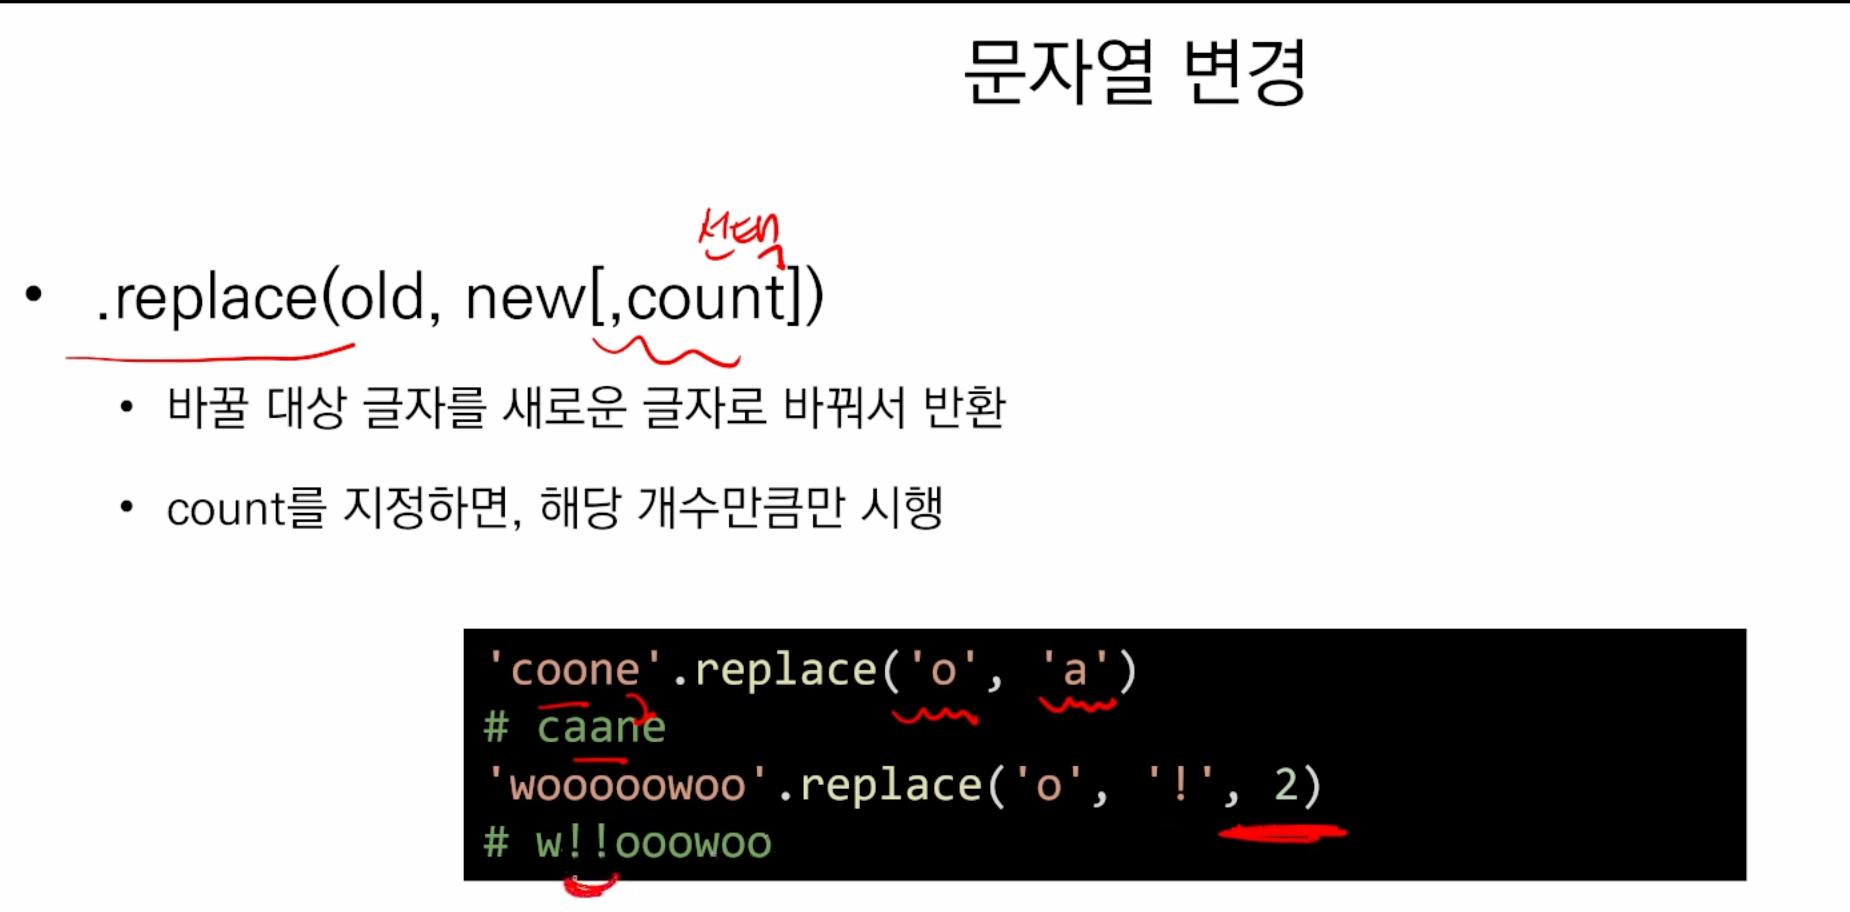 문자열 변경
선택
• .replace(old, new[,count])
• 바꿀 대상 글자를 새로운 글자로 바꿔서 반환
• count를 지정하면, 해당 개수만큼만 시행
'coone'.replace('o', 'a')
# caane
'wooooowoo'.replace('o', '!', 2)
# w!!ooowoo